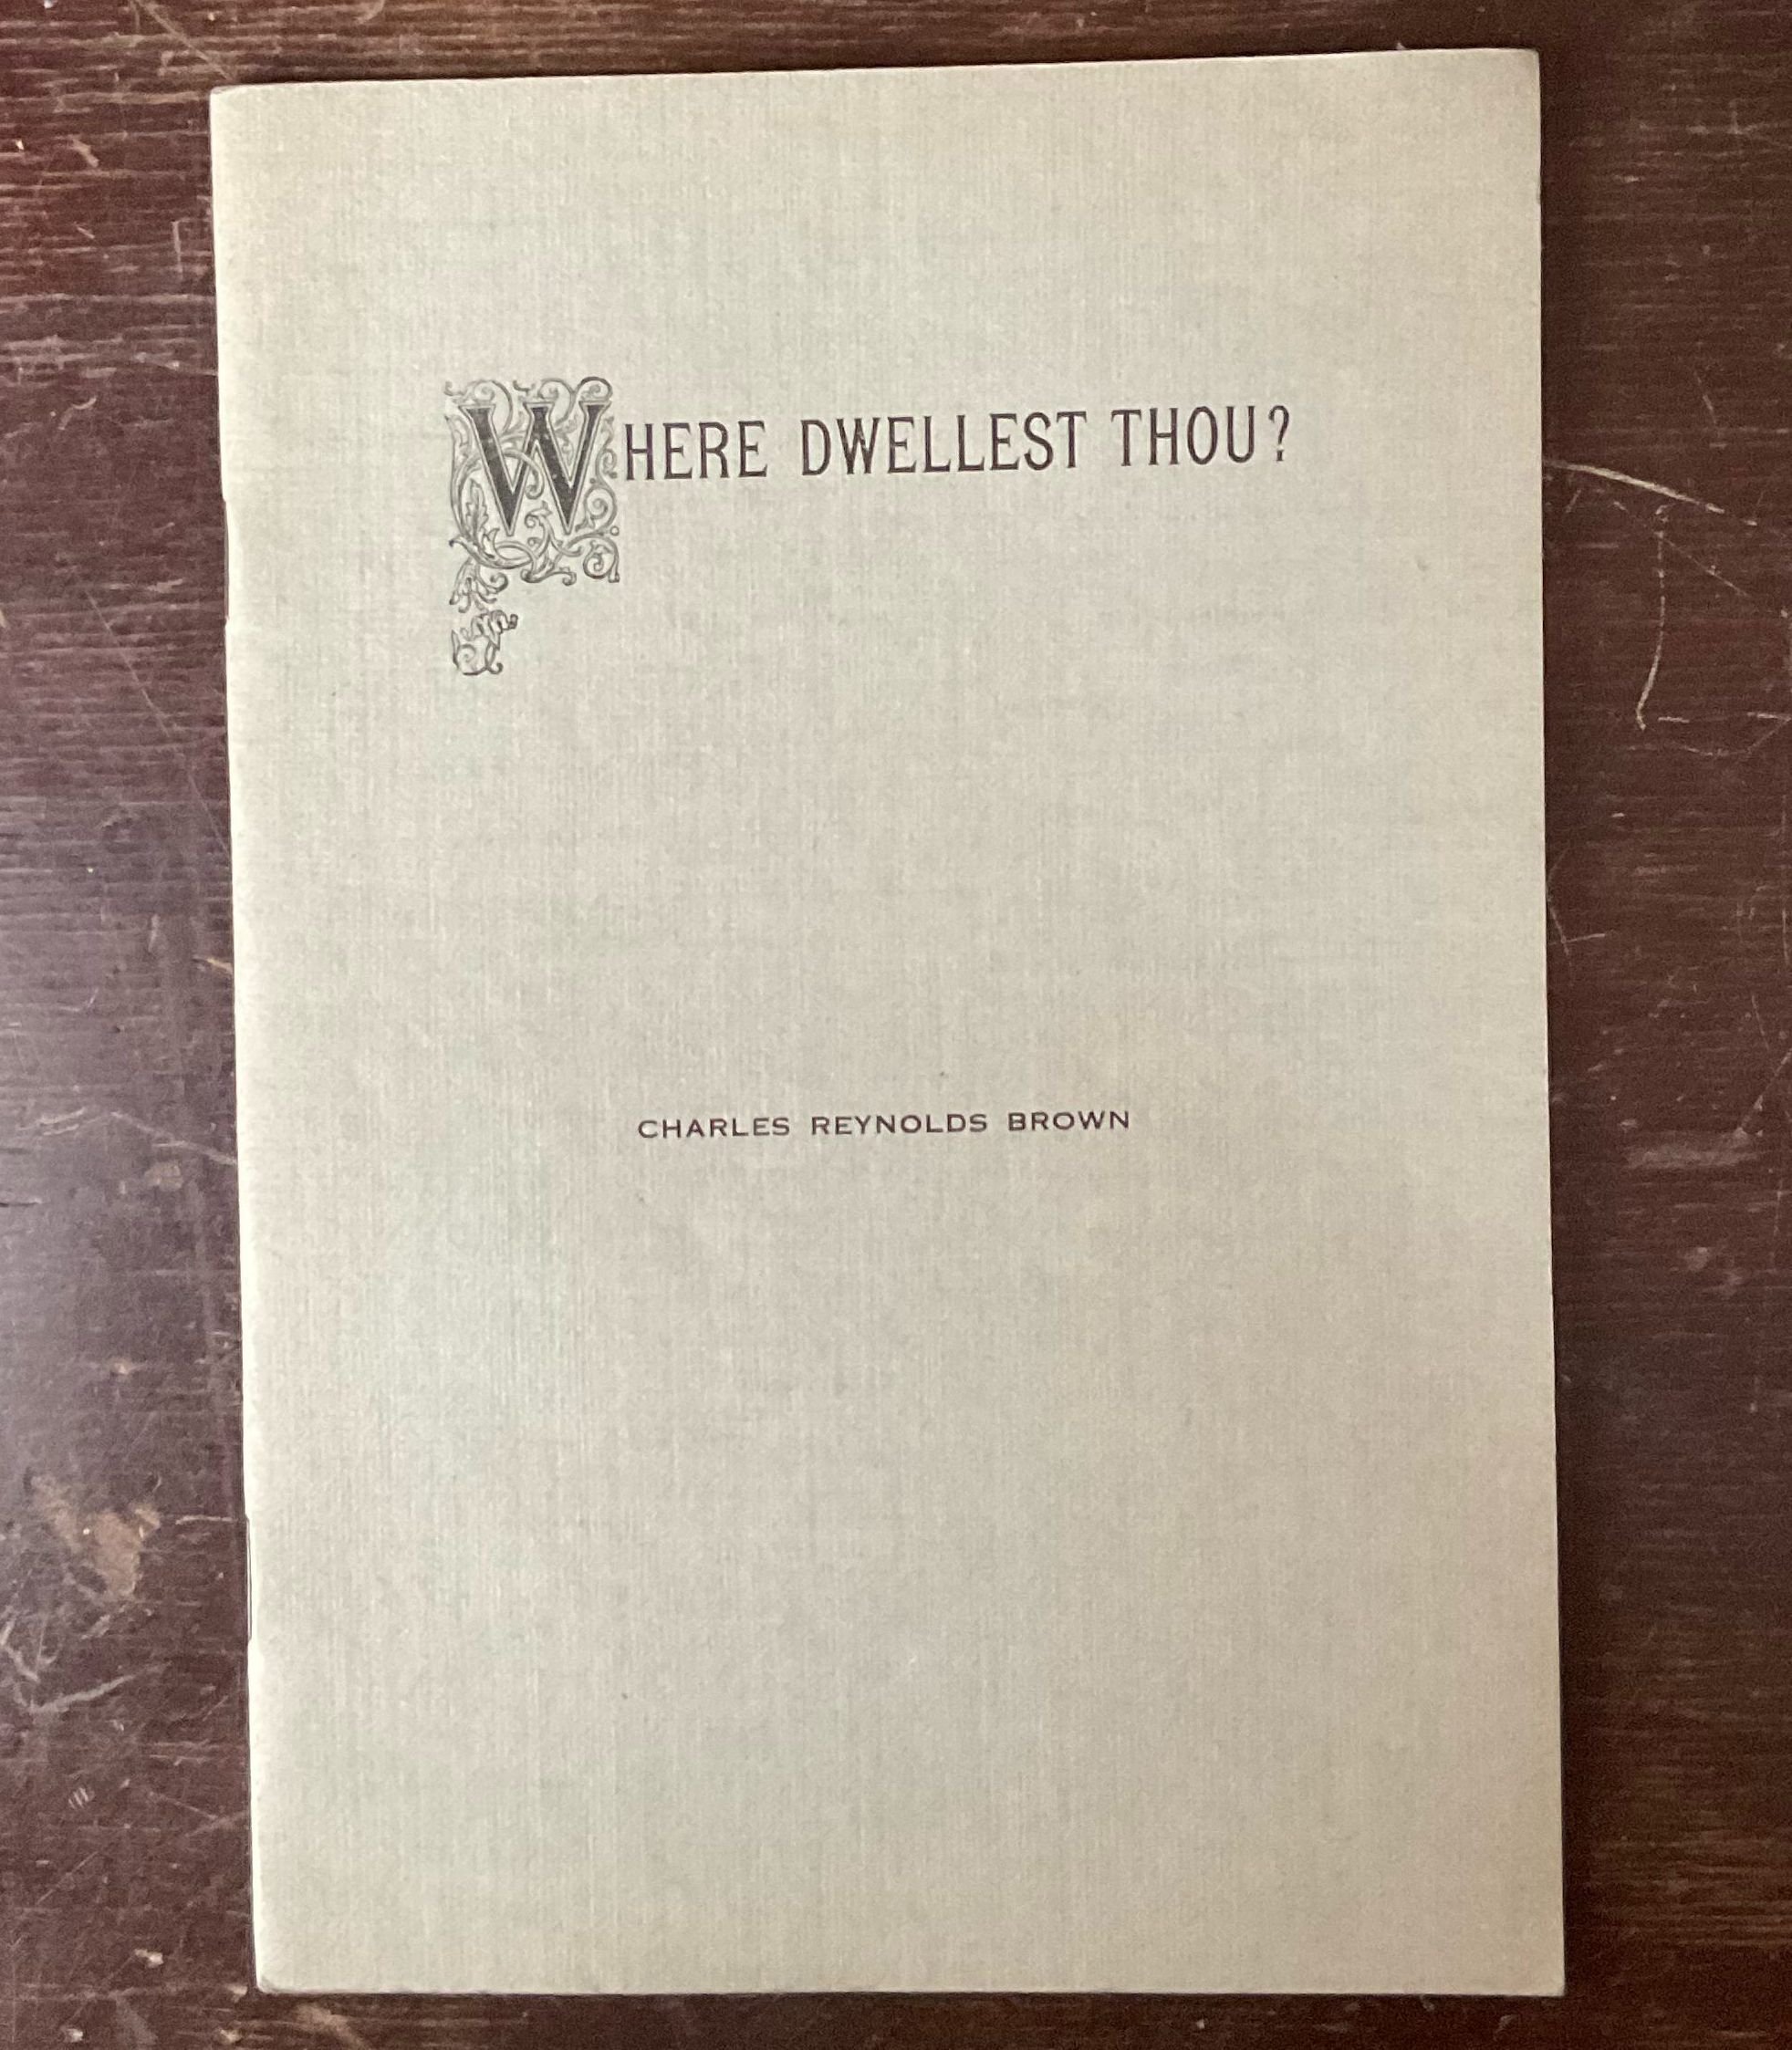 WHERE DWELLEST THOU?
CHARLES REYNOLDS BROWN